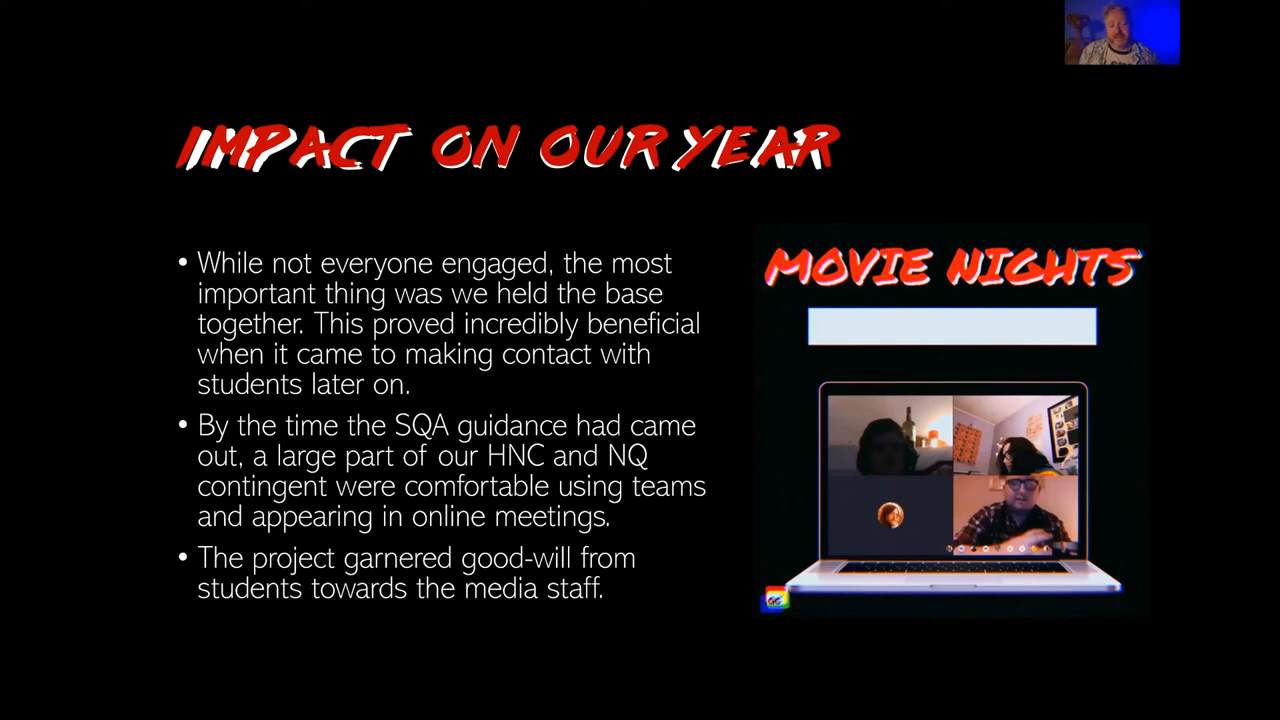 IMPACT ON OUR YEAR
• While not everyone engaged, the most
important thing was we held the base
together. This proved incredibly beneficial
when it came to making contact with
students later on.
• By the time the SQA guidance had came
out, a large part of our HNC and NQ
contingent were comfortable using teams
and appearing in online meetings.
• The project garnered good-will from
students towards the media staff.
MOVIE NIGHTS